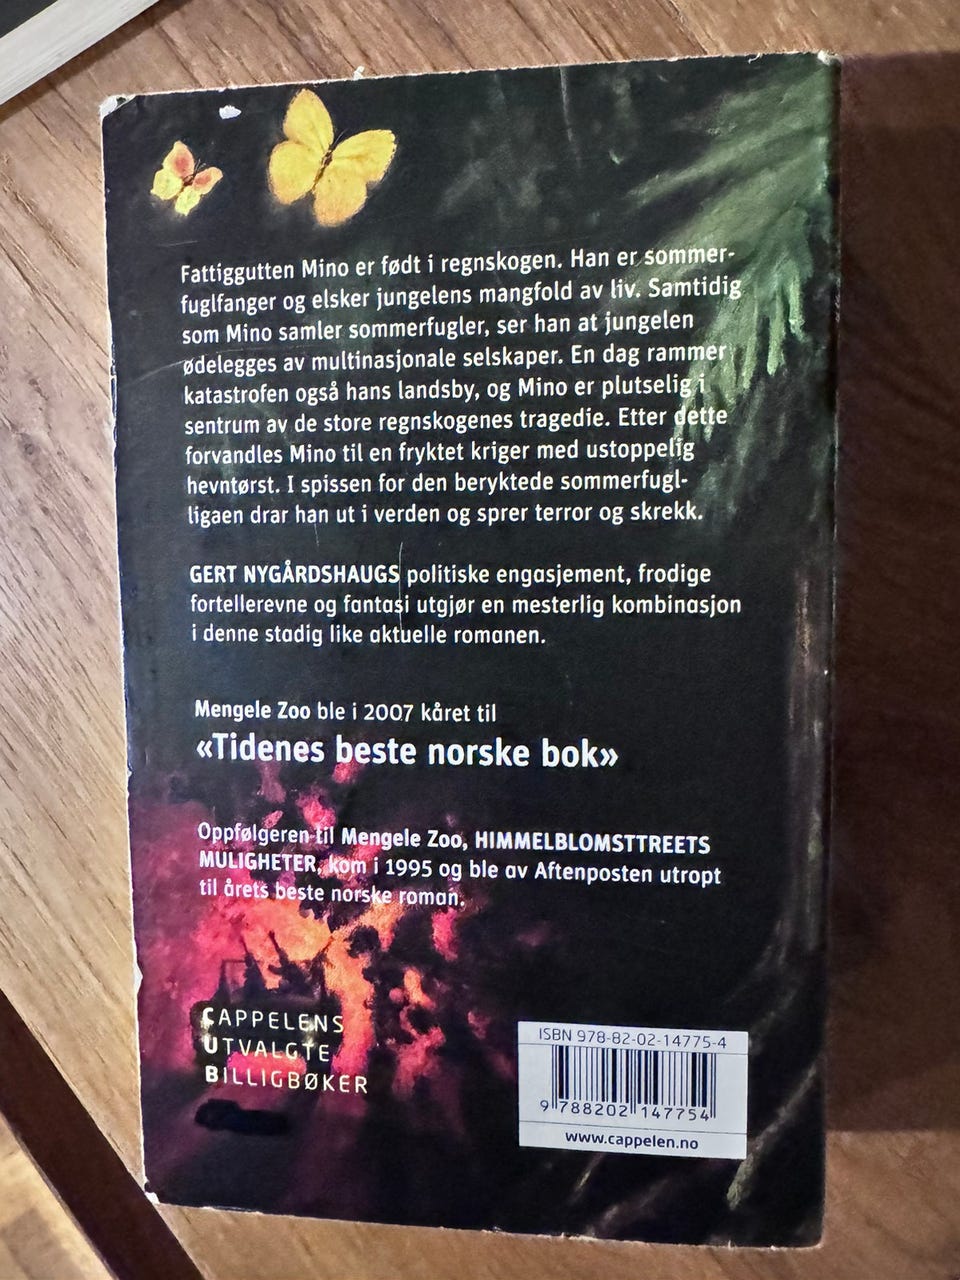 Fattiggutten Mino er født i regnskogen. Han er sommer-
fuglfanger og elsker jungelens mangfold av liv. Samtidig
som Mino samler sommerfugler, ser han at jungelen
ødelegges av multinasjonale selskaper. En dag rammer
katastrofen også hans landsby, og Mino er plutselig i
sentrum av de store regnskogenes tragedie. Etter dette
forvandles Mino til en fryktet kriger med ustoppelig
hevntørst. I spissen for den beryktede sommerfugl-
ligaen drar han ut i verden og sprer terror og skrekk.
GERT NYGÅRDSHAUGS politiske engasjement, frodige
fortellerevne og fantasi utgjør en mesterlig kombinasjon
i denne stadig like aktuelle romanen.
Mengele Zoo ble i 2007 kåret til
«Tidenes beste norske bok»
Oppfølgeren til Mengele Zoo, HIMMELBLOMSTTREETS
MULIGHETER, kom i 1995 og ble av Aftenposten utropt
til årets beste norske roman.
CAPPELENS
UTVALGTE
BILLIGBØKER
ISBN 978-82-02-14775-4
9 788202 147754
www.cappelen.no